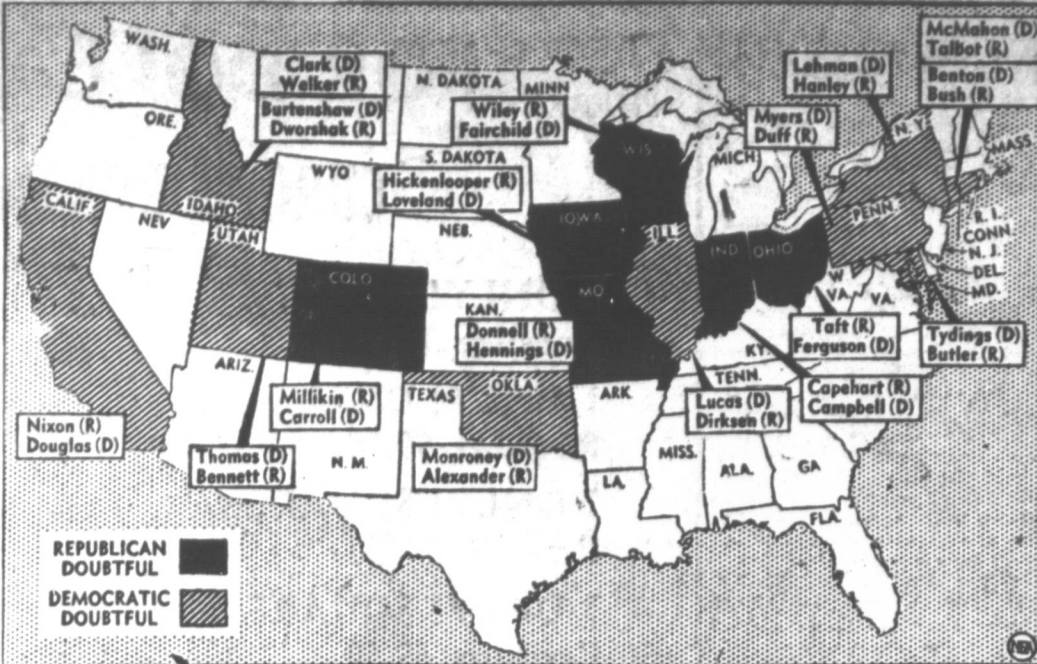 WASH.
ORE.
CALIF.
NEV
IDAHO
UTAH
ARIZ.
WYO
COLO
N. M.
N. DAKOTA
S. DAKOTA
NEB.
KAN.
OKLA.
TEXAS
MINN
IOWA
MO.
ARK.
LA.
WIS.
ILL.
MICH.
IND.
OHIO
KY.
TENN.
MISS.
ALA.
GA
FLA.
W.
VA.
VA.
PENN.
N. Y.
MASS.
R. I.
CONN.
N. J.
DEL.
MD.
Clark (D)
Welker (R)
Burtenshaw (D)
Dworshak (R)
Wiley (R)
Fairchild (D)
Hickenlooper (R)
Loveland (D)
Myers (D)
Duff (R)
Lehman (D)
Hanley (R)
McMahon (D)
Talbot (R)
Benton (D)
Bush (R)
Donnell (R)
Hennings (D)
Taft (R)
Ferguson (D)
Tydings (D)
Butler (R)
Capehart (R)
Campbell (D)
Lucas (D)
Dirksen (R)
Millikin (R)
Carroll (D)
Nixon (R)
Douglas (D)
Thomas (D)
Bennett (R)
Monroney (D)
Alexander (R)
REPUBLICAN
DOUBTFUL
DEMOCRATIC
DOUBTFUL
NEA